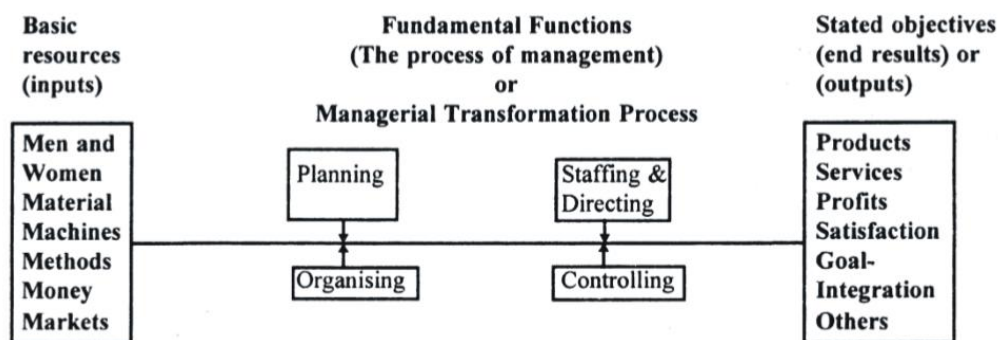 Basic
resources
(inputs)
Fundamental Functions
(The process of management)
or
Managerial Transformation Process
Stated objectives
(end results) or
(outputs)
Men and
Women
Material
Machines
Methods
Money
Markets
Planning
Organising
Staffing &
Directing
Controlling
Products
Services
Profits
Satisfaction
Goal-
Integration
Others